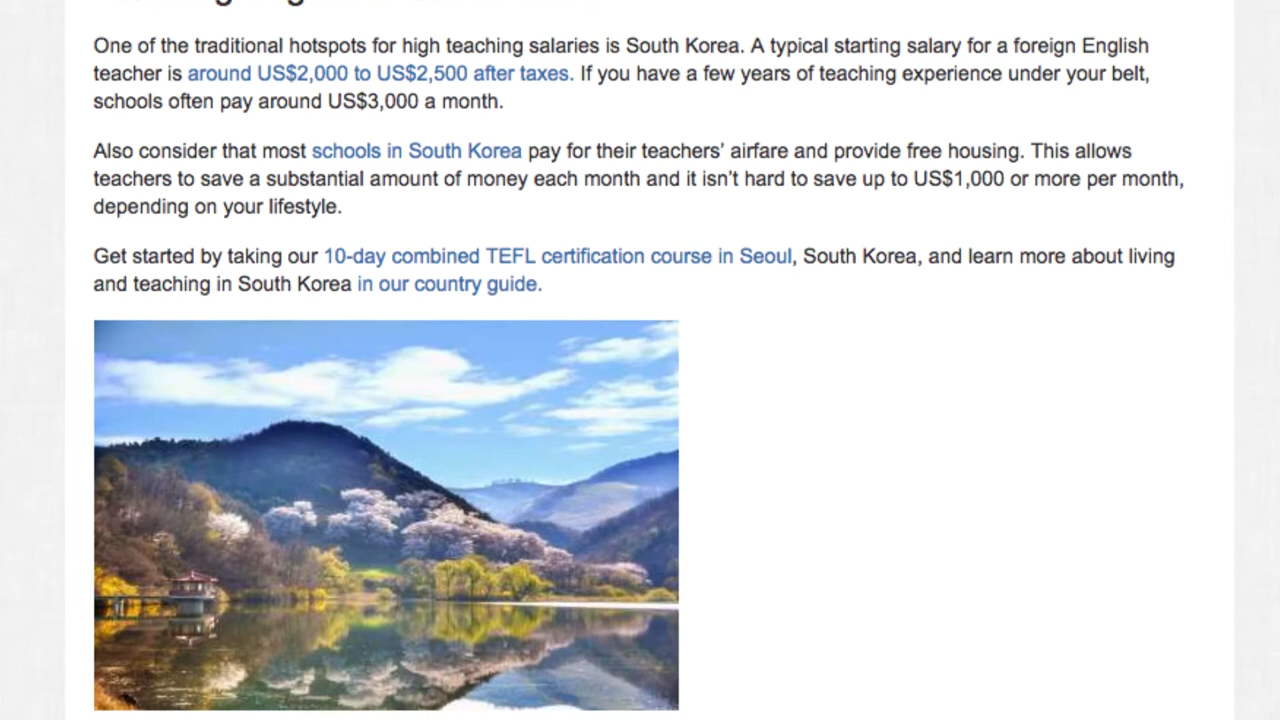 One of the traditional hotspots for high teaching salaries is South Korea. A typical starting salary for a foreign English
teacher is around US$2,000 to US$2,500 after taxes. If you have a few years of teaching experience under your belt,
schools often pay around US$3,000 a month.
Also consider that most schools in South Korea pay for their teachers’ airfare and provide free housing. This allows
teachers to save a substantial amount of money each month and it isn’t hard to save up to US$1,000 or more per month,
depending on your lifestyle.
Get started by taking our 10-day combined TEFL certification course in Seoul, South Korea, and learn more about living
and teaching in South Korea in our country guide.